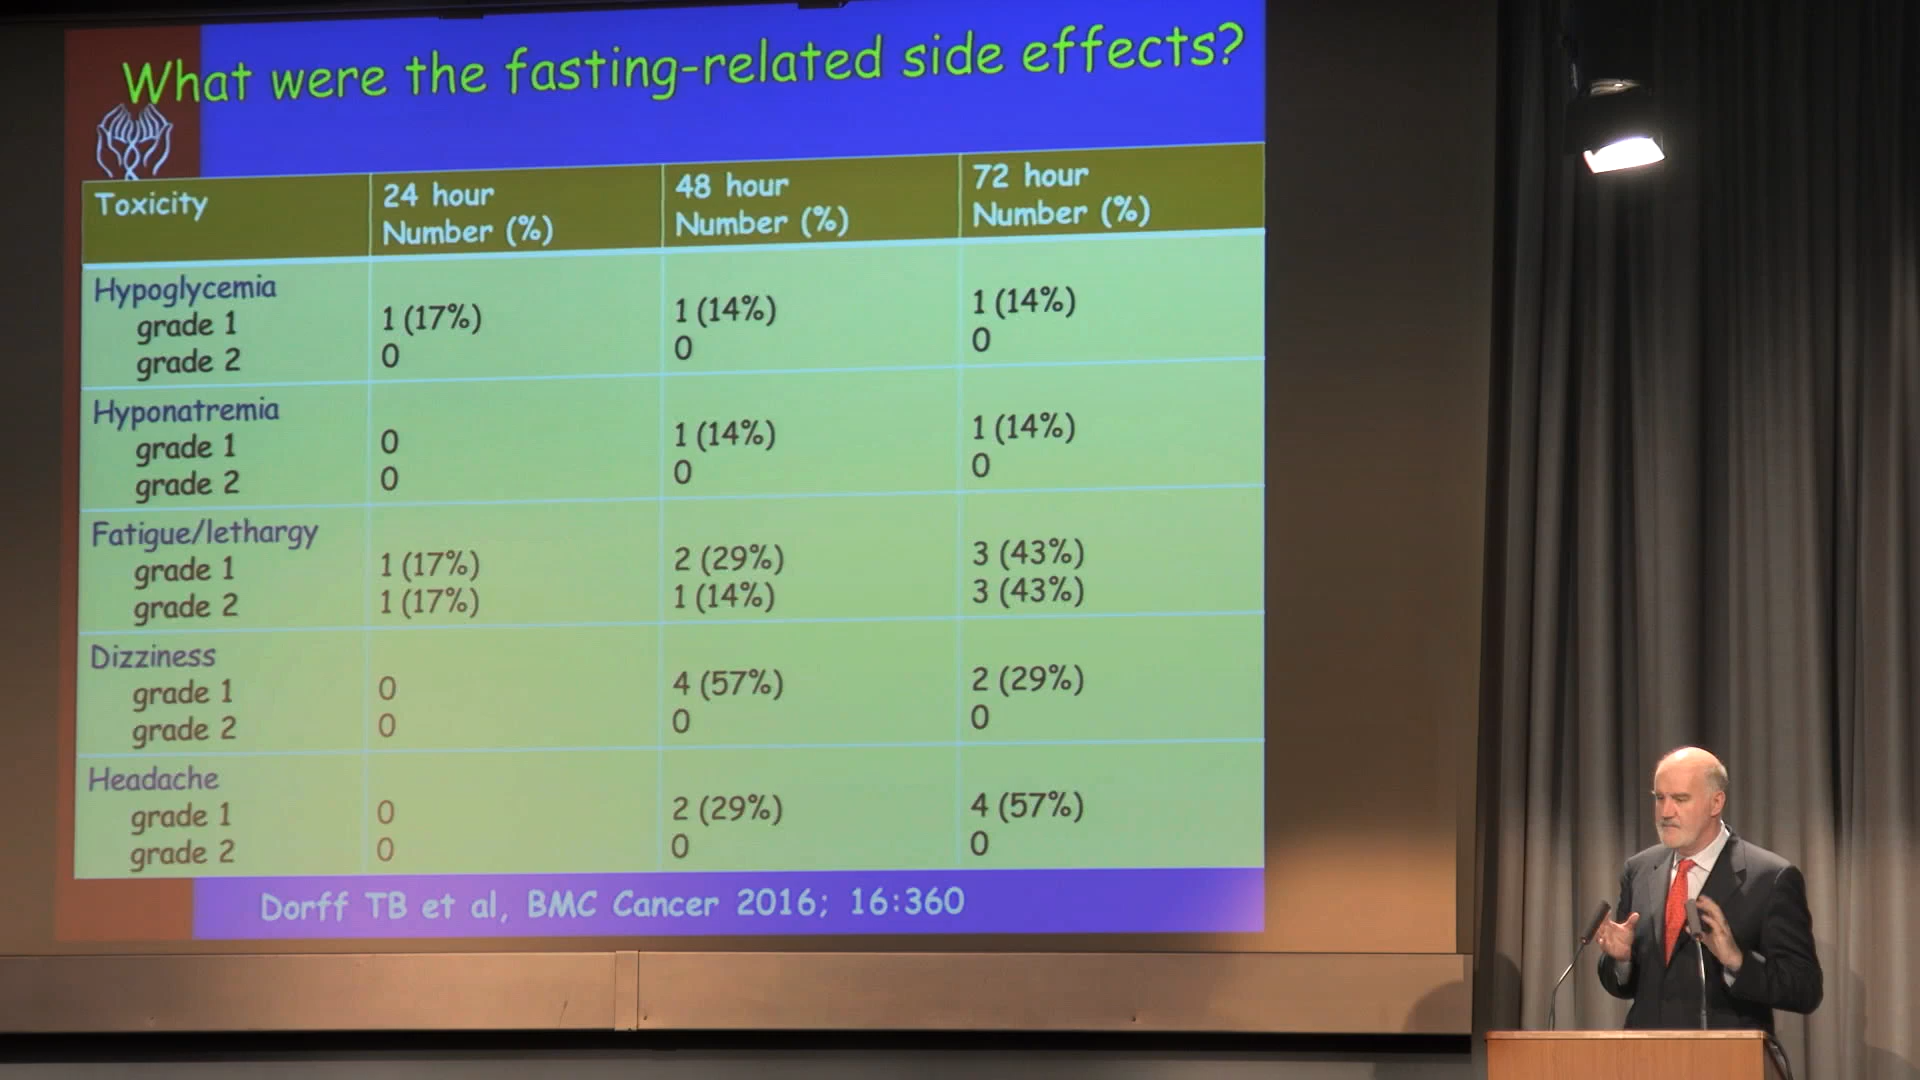 What were the fasting-related side effects?
Toxicity
24 hour
Number (%)
48 hour
Number (%)
72 hour
Number (%)
Hypoglycemia
grade 1 1 (17%) 1 (14%) 1 (14%)
grade 2 0 0 0
Hyponatremia
grade 1 0 1 (14%) 1 (14%)
grade 2 0 0 0
Fatigue/lethargy
grade 1 1 (17%) 2 (29%) 3 (43%)
grade 2 1 (17%) 1 (14%) 3 (43%)
Dizziness
grade 1 0 4 (57%) 2 (29%)
grade 2 0 0 0
Headache
grade 1 0 2 (29%) 4 (57%)
grade 2 0 0 0
Dorff TB et al, BMC Cancer 2016; 16:360